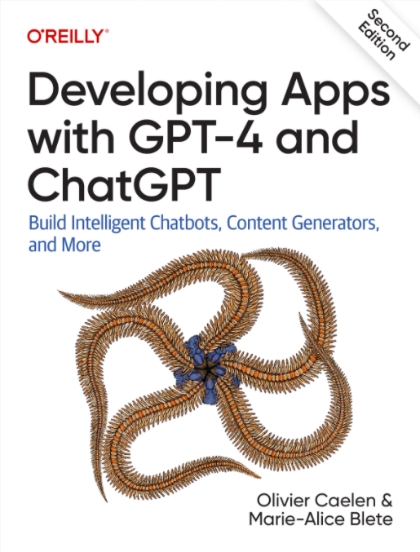 O'REILLY®
Second
Edition
Developing Apps
with GPT-4 and
ChatGPT
Build Intelligent Chatbots, Content Generators,
and More
Olivier Caelen &
Marie-Alice Blete